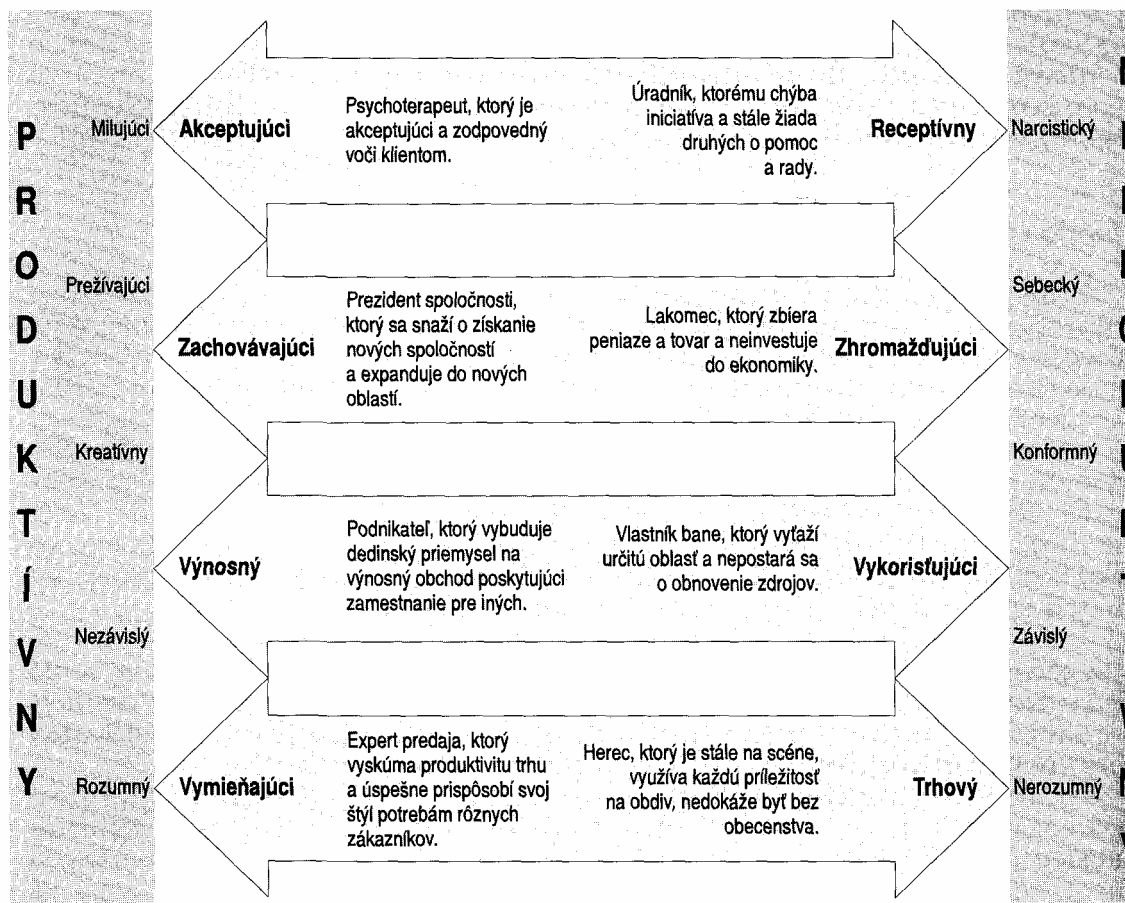 PRODUKTÍVNY
Milujúci
Akceptujúci
Psychoterapeut, ktorý je
akceptujúci a zodpovedný
voči klientom.
Úradník, ktorému chýba
iniciatíva a stále žiada
druhých o pomoc
a rady.
Receptívny
Narcistický
Prežívajúci
Sebecký
Zachovávajúci
Prezident spoločnosti,
ktorý sa snaží o získanie
nových spoločností
a expanduje do nových
oblastí.
Lakomec, ktorý zbiera
peniaze a tovar a neinvestuje
do ekonomiky.
Zhromažďujúci
Kreatívny
Konformný
Výnosný
Podnikateľ, ktorý vybuduje
dedinský priemysel na
výnosný obchod poskytujúci
zamestnanie pre iných.
Vlastník bane, ktorý vyťaží
určitú oblasť a nepostará sa
o obnovenie zdrojov.
Vykorisťujúci
Nezávislý
Závislý
Rozumný
Vymieňajúci
Expert predaja, ktorý
vyskúma produktivitu trhu
a úspešne prispôsobí svoj
štýl potrebám rôznych
zákazníkov.
Herec, ktorý je stále na scéne,
využíva každú príležitosť
na obdiv, nedokáže byť bez
obecenstva.
Trhový
Nerozumný